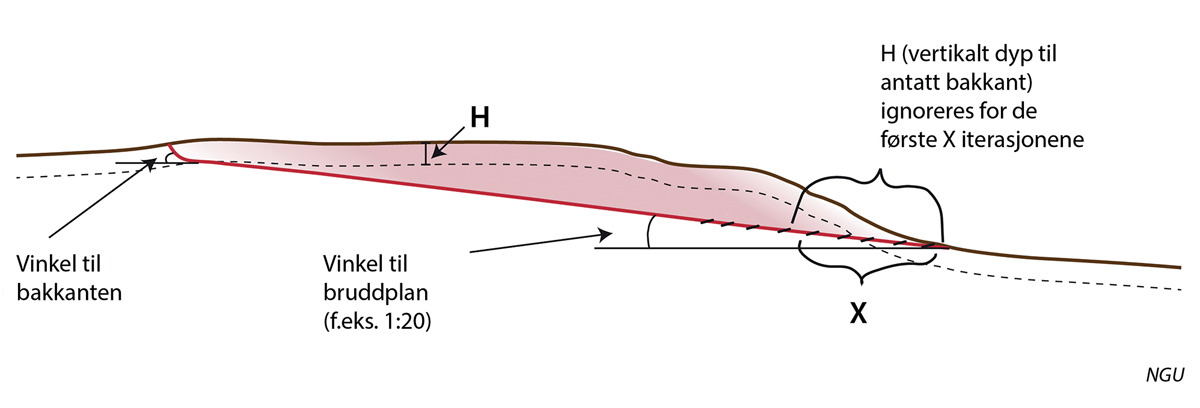 H (vertikalt dyp til
antatt bakkant)
ignoreres for de
første X iterasjonene
H
Vinkel til
bakkanten
Vinkel til
bruddplan
(f.eks. 1:20)
X
NGU